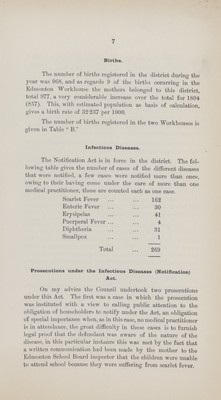 7
Births.
The number of births registered in the district during the
year was 968, and as regards 9 of the births occurring in the
Edmonton Workhouse the mothers belonged to this district,
total 977, a very considerable increase over the total for 1894
(857). This, with estimated population as basis of calculation,
gives a birth rate of 32·237 per 1000.
The number of births registered in the two Workhouses is
given in Table "B."
Infectious Diseases.
The Notification Act is in force in the district. The fol-
lowing table gives the number of cases of the different diseases
that were notified, a few cases were notified more than once,
owing to their having come under the care of more than one
medical practitioner, these are counted each as one case.
Scarlet Fever ... ... 162
Enteric Fever ... ... 30
Erysipelas ... ... 41
Puerperal Fever ... ... 4
Diphtheria ... ... 31
Smallpox ... ... 1
Total ... 269
Prosecutions under the Infectious Diseases (Notification)
Act.
On my advice the Council undertook two prosecutions
under this Act. The first was a case in which the prosecution
was instituted with a view to calling public attention to the
obligation of householders to notify under the Act, an obligation
of special importance when, as in this case, no medical practitioner
is in attendance, the great difficulty in these cases is to furnish
legal proof that the defendant was aware of the nature of the
disease, in this particular instance this was met by the fact that
a written communication had been made by the mother to the
Edmonton School Board inspector that the children were unable
to attend school because they were suffering from scarlet fever.